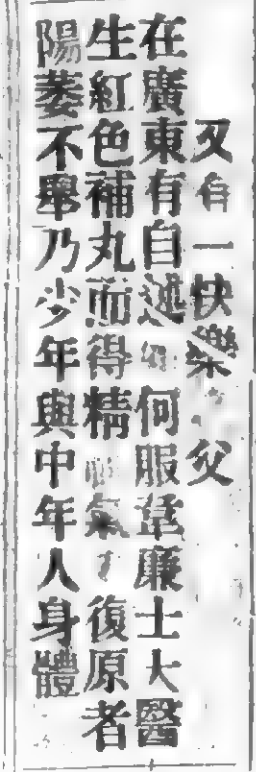 又有一快樂父
在廣東有自述何服韋廉士大醫
生紅色補丸而得精氣復原者
陽萎不舉乃少年與中年人身體